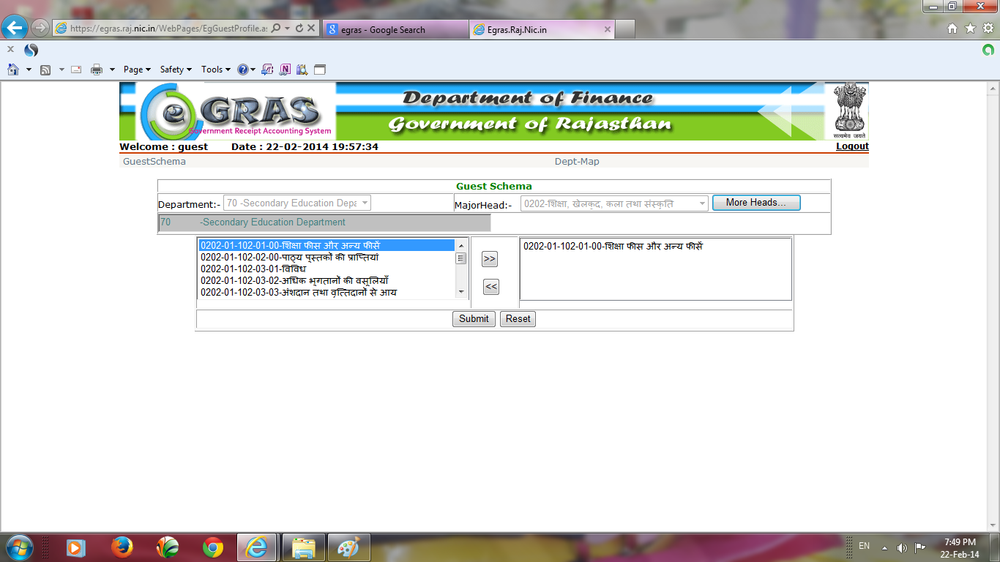 https://egras.raj.nic.in/WebPages/EgGuestProfile.as
egras - Google Search
Egras.Raj.Nic.in
Page Safety Tools
eGRAS
Government Receipt Accounting System
Department of Finance
Government of Rajasthan
सत्यमेव जयते
Welcome : guest Date : 22-02-2014 19:57:34 Logout
GuestSchema Dept-Map
Guest Schema
Department:- 70 -Secondary Education Depa MajorHead:- 0202-शिक्षा, खेलकूद, कला तथा संस्कृति More Heads...
70 -Secondary Education Department
0202-01-102-01-00-शिक्षा फीस और अन्य फीसें
0202-01-102-02-00-पाठ्य पुस्तकों की प्राप्तियां
0202-01-102-03-01-विविध
0202-01-102-03-02-अधिक भुगतानों की वसूलियाँ
0202-01-102-03-03-अंशदान तथा वृत्तिदानों से आय
>>
<<
0202-01-102-01-00-शिक्षा फीस और अन्य फीसें
Submit Reset
EN
7:49 PM
22-Feb-14